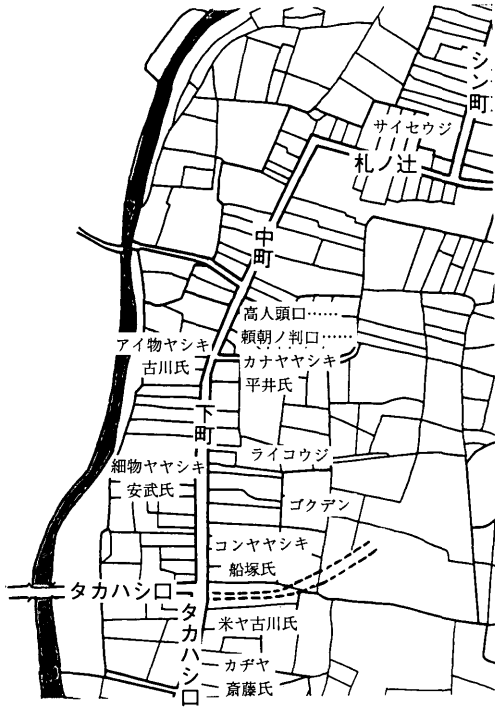 シン町
サイセウジ
札ノ辻
中町
高人頭口……
頼朝ノ判口……
アイ物ヤシキ
古川氏
カナヤヤシキ
平井氏
下町
ライコウジ
細物ヤヤシキ
安武氏
ゴクデン
コンヤヤシキ
船塚氏
タカハシ口
タカハシ口
米ヤ古川氏
カヂヤ
斎藤氏